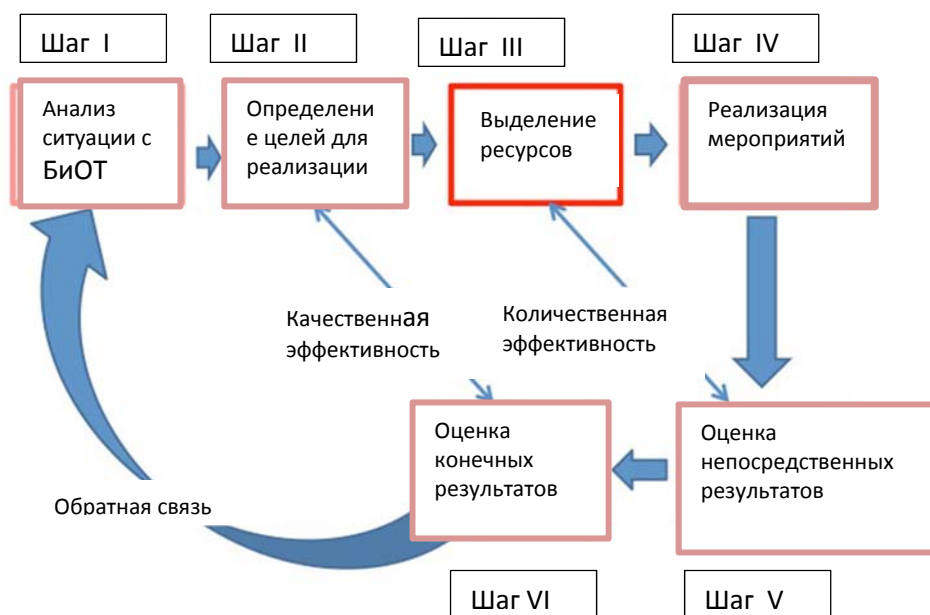 Шаг I
Шаг II
Шаг III
Шаг IV
Анализ
ситуации с
БиОТ
Определени
е целей для
реализации
Выделение
ресурсов
Реализация
мероприятий
Качественная
эффективность
Количественная
эффективность
Оценка
конечных
результатов
Оценка
непосредственных
результатов
Обратная связь
Шаг VI
Шаг V